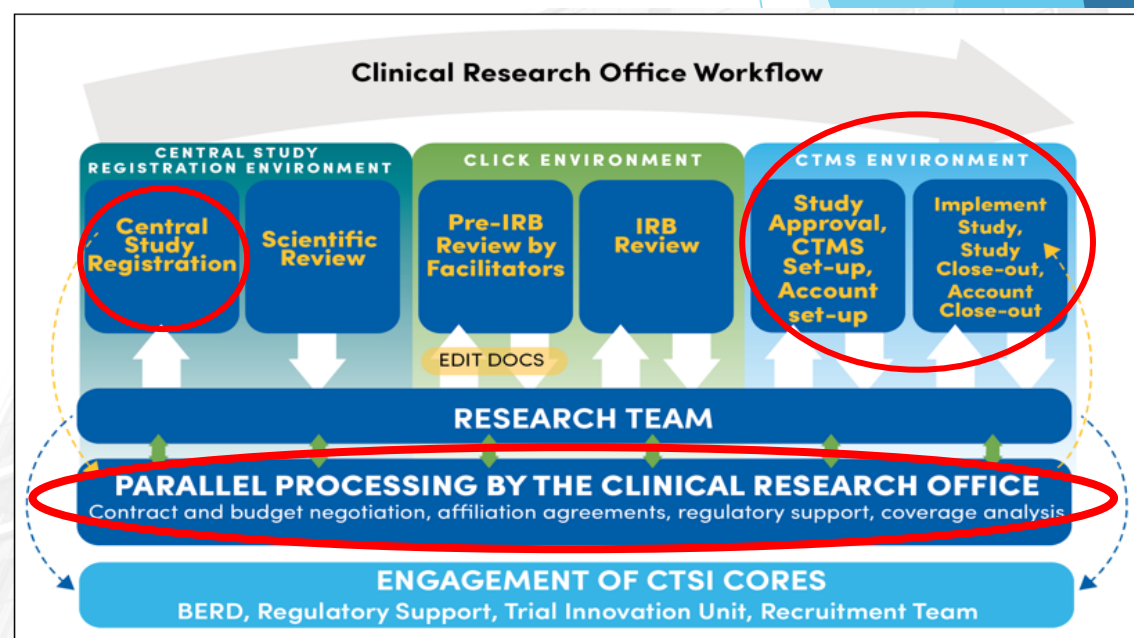 Clinical Research Office Workflow
CENTRAL STUDY
REGISTRATION ENVIRONMENT
CLICK ENVIRONMENT
CTMS ENVIRONMENT
Central
Study
Registration
Scientific
Review
Pre-IRB
Review by
Facilitators
IRB
Review
Study
Approval,
CTMS
Set-up,
Account
set-up
Implement
Study,
Study
Close-out,
Account
Close-out
EDIT DOCS
RESEARCH TEAM
PARALLEL PROCESSING BY THE CLINICAL RESEARCH OFFICE
Contract and budget negotiation, affiliation agreements, regulatory support, coverage analysis
ENGAGEMENT OF CTSI CORES
BERD, Regulatory Support, Trial Innovation Unit, Recruitment Team